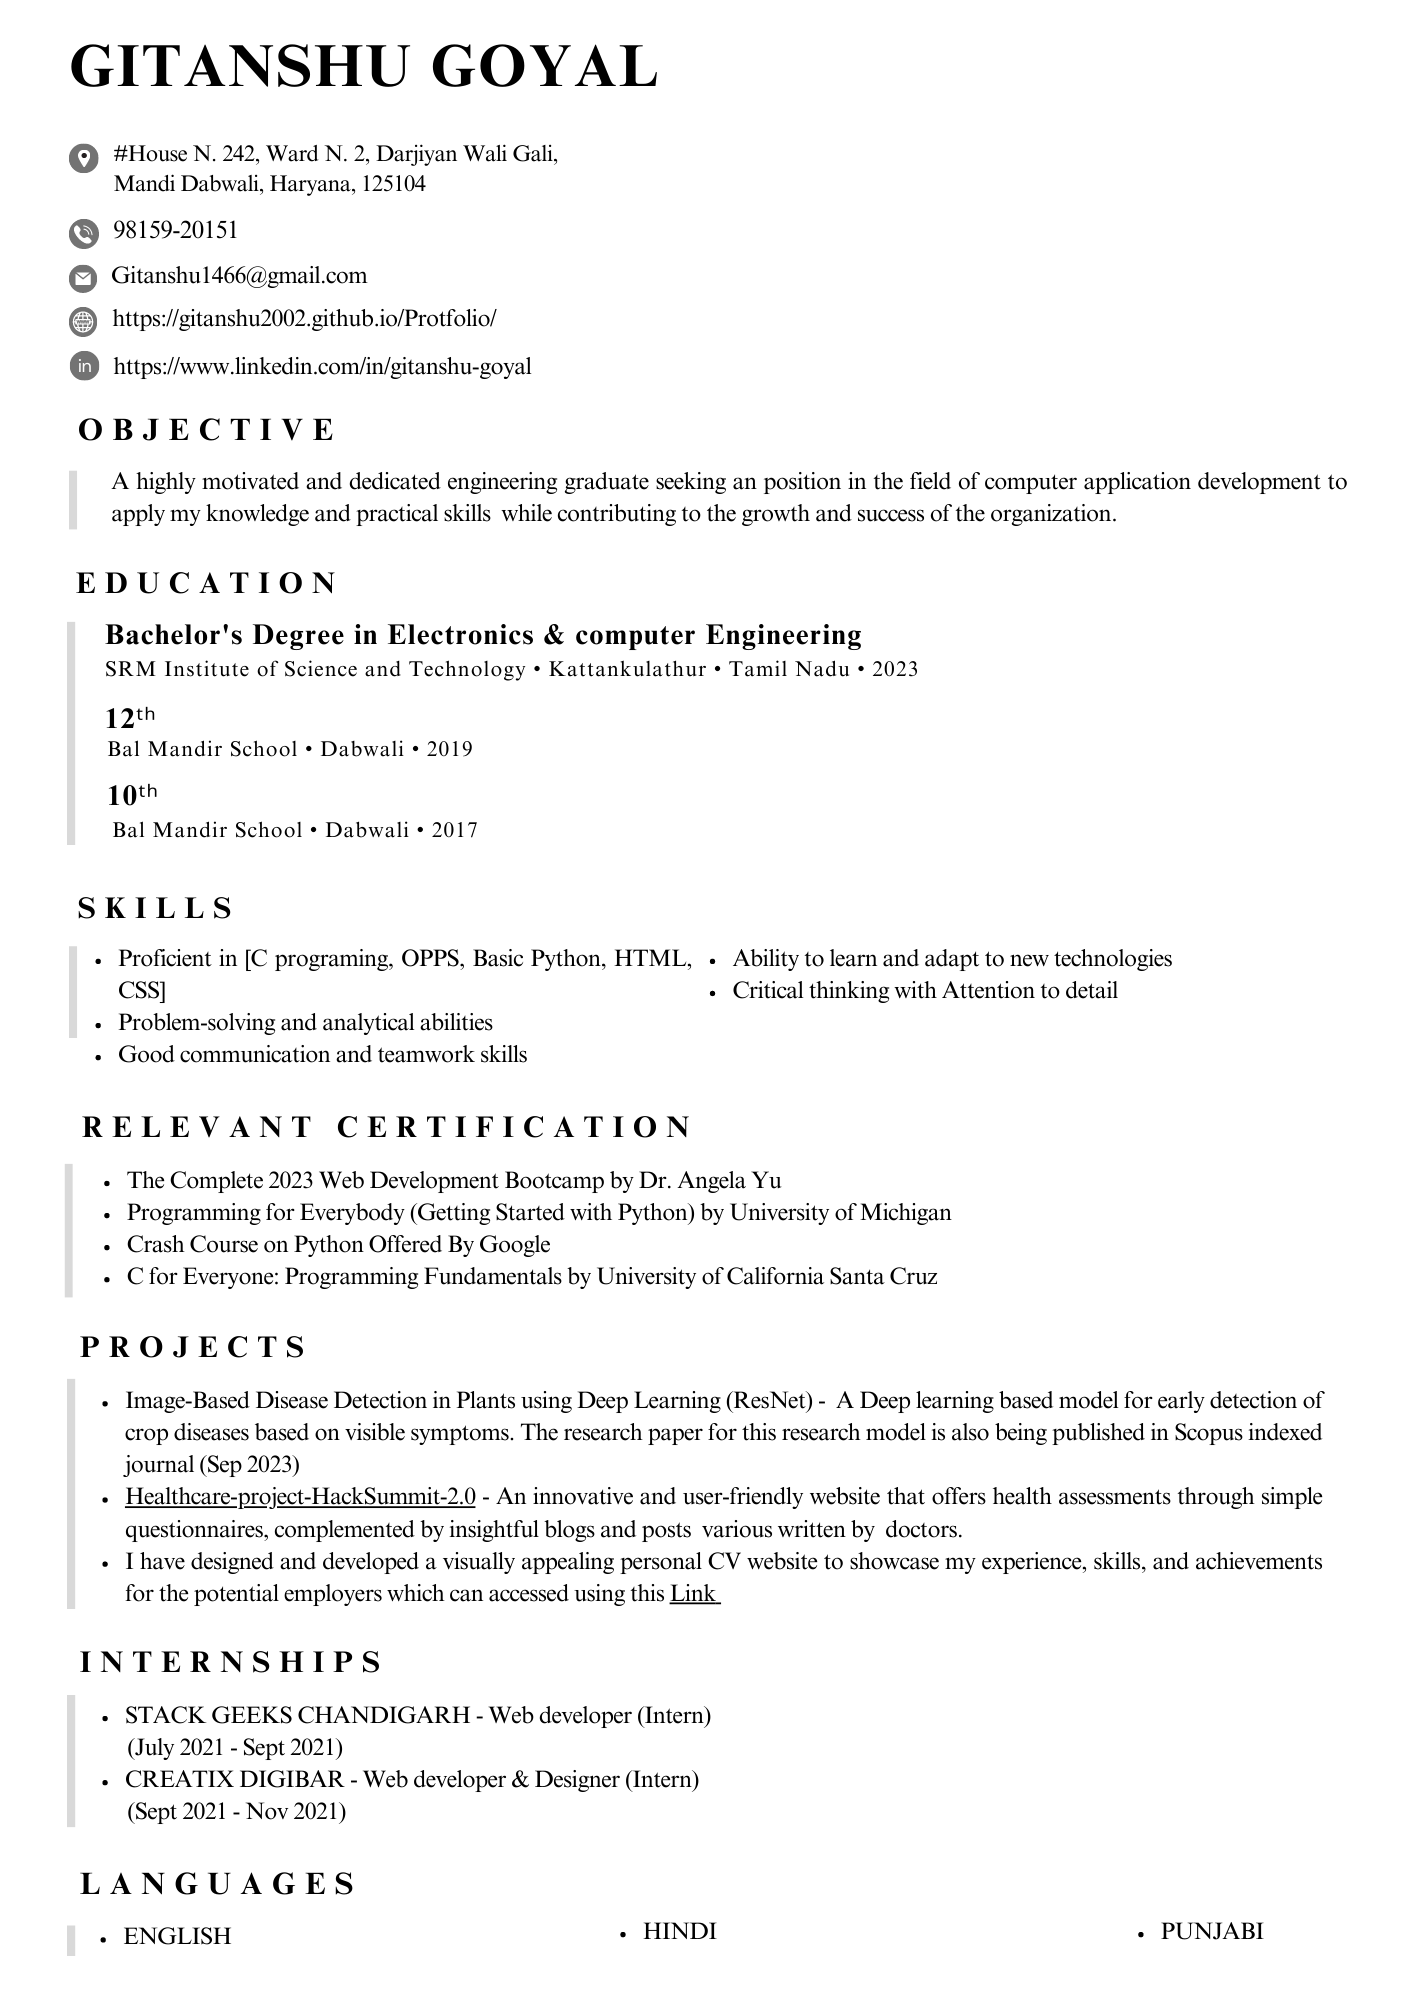 GITANSHU GOYAL
#House N. 242, Ward N. 2, Darjiyan Wali Gali,
Mandi Dabwali, Haryana, 125104
98159-20151
Gitanshu1466@gmail.com
https://gitanshu2002.github.io/Protfolio/
in https://www.linkedin.com/in/gitanshu-goyal
OBJECTIVE
A highly motivated and dedicated engineering graduate seeking an position in the field of computer application development to
apply my knowledge and practical skills while contributing to the growth and success of the organization.
EDUCATION
Bachelor's Degree in Electronics & computer Engineering
SRM Institute of Science and Technology • Kattankulathur • Tamil Nadu • 2023
12th
Bal Mandir School • Dabwali • 2019
10th
Bal Mandir School • Dabwali • 2017
SKILLS
• Proficient in [C programing, OPPS, Basic Python, HTML,
CSS]
• Problem-solving and analytical abilities
• Good communication and teamwork skills
• Ability to learn and adapt to new technologies
• Critical thinking with Attention to detail
RELEVANT CERTIFICATION
• The Complete 2023 Web Development Bootcamp by Dr. Angela Yu
• Programming for Everybody (Getting Started with Python) by University of Michigan
• Crash Course on Python Offered By Google
• C for Everyone: Programming Fundamentals by University of California Santa Cruz
PROJECTS
• Image-Based Disease Detection in Plants using Deep Learning (ResNet) - A Deep learning based model for early detection of
crop diseases based on visible symptoms. The research paper for this research model is also being published in Scopus indexed
journal (Sep 2023)
• Healthcare-project-HackSummit-2.0 - An innovative and user-friendly website that offers health assessments through simple
questionnaires, complemented by insightful blogs and posts various written by doctors.
• I have designed and developed a visually appealing personal CV website to showcase my experience, skills, and achievements
for the potential employers which can accessed using this Link
INTERNSHIPS
• STACK GEEKS CHANDIGARH - Web developer (Intern)
(July 2021 - Sept 2021)
• CREATIX DIGIBAR - Web developer & Designer (Intern)
(Sept 2021 - Nov 2021)
LANGUAGES
• ENGLISH
• HINDI
• PUNJABI